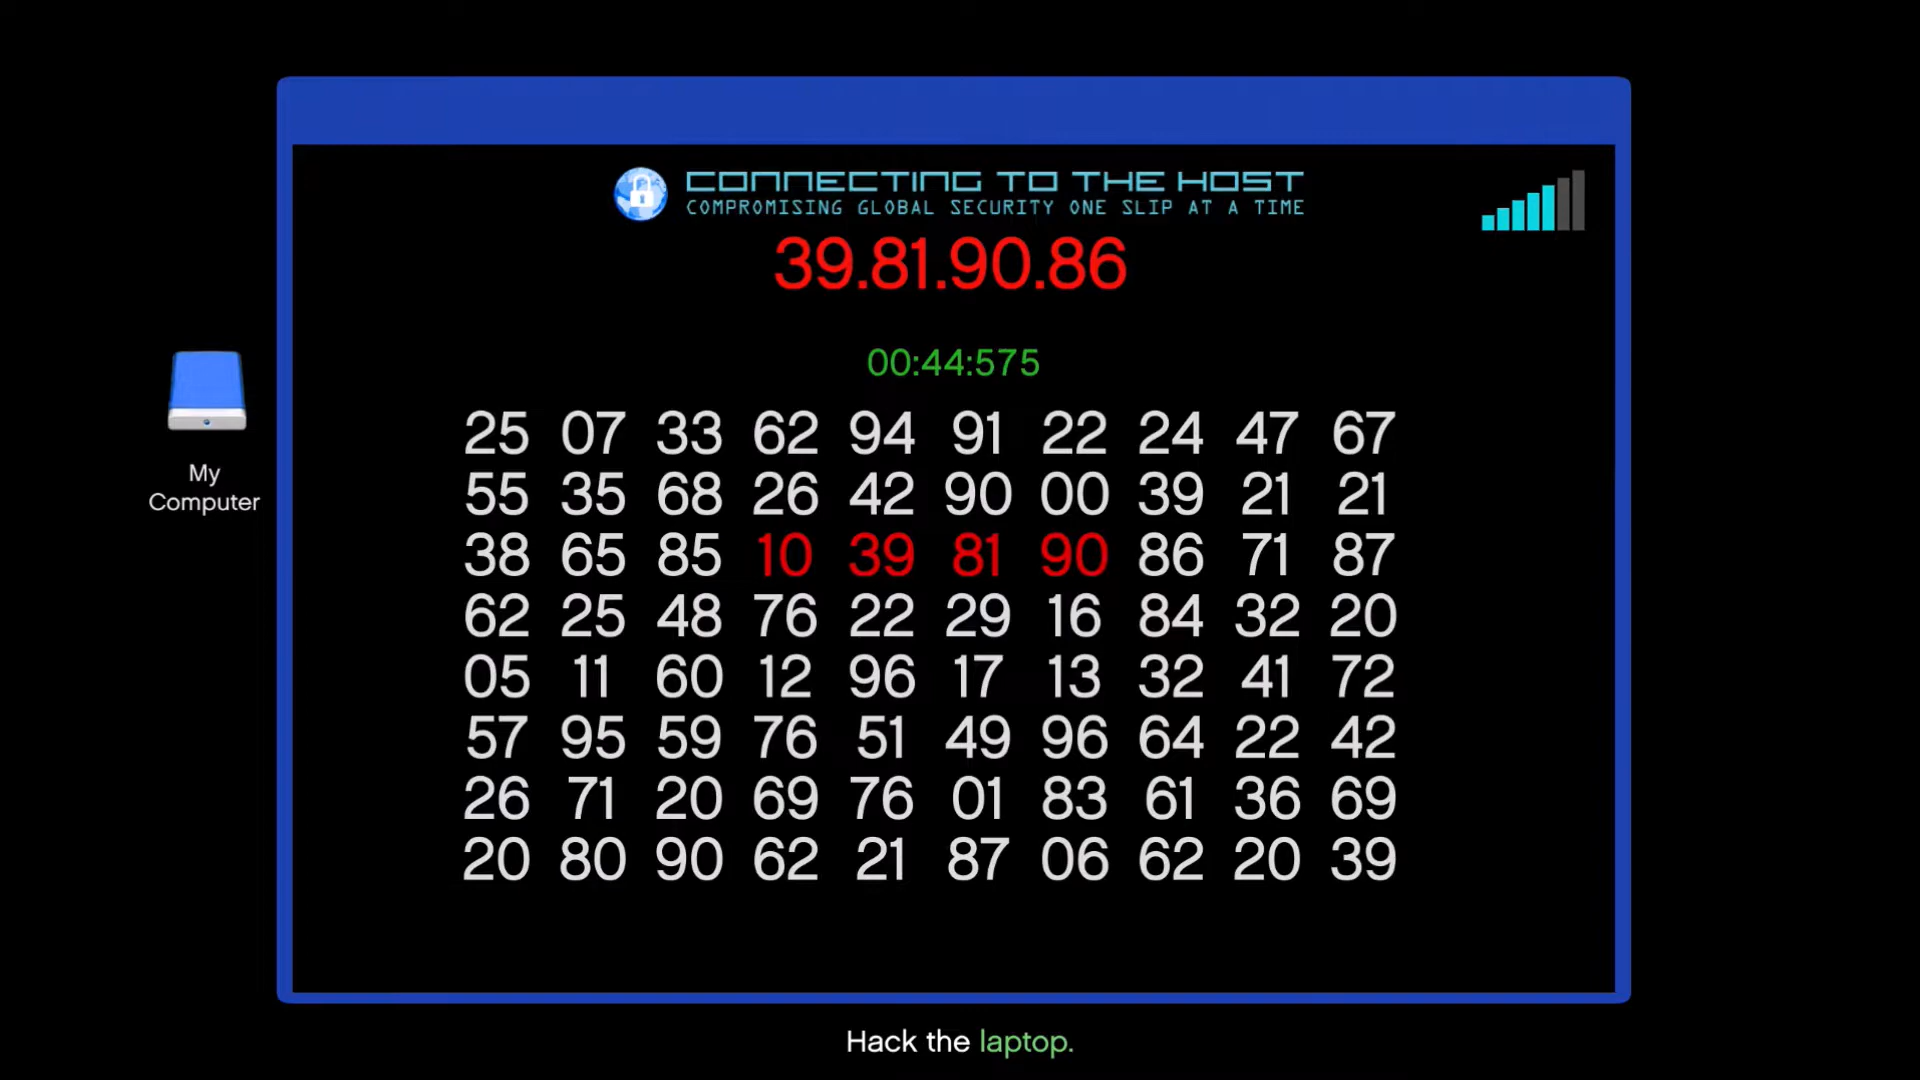 CONNECTING TO THE HOST
COMPROMISING GLOBAL SECURITY ONE SLIP AT A TIME
39.81.90.86
00:44:575
25 07 33 62 94 91 22 24 47 67
55 35 68 26 42 90 00 39 21 21
38 65 85 10 39 81 90 86 71 87
62 25 48 76 22 29 16 84 32 20
05 11 60 12 96 17 13 32 41 72
57 95 59 76 51 49 96 64 22 42
26 71 20 69 76 01 83 61 36 69
20 80 90 62 21 87 06 62 20 39
My
Computer
Hack the laptop.